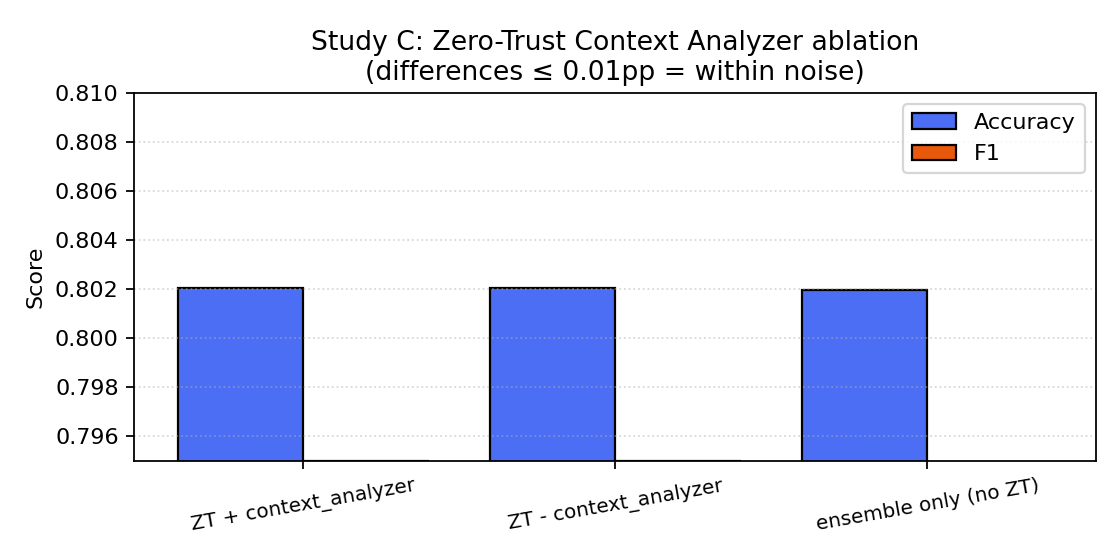 Study C: Zero-Trust Context Analyzer ablation
(differences ≤ 0.01pp = within noise)
0.810
0.808
0.806
0.804
0.802
0.800
0.798
0.796
Score
Accuracy
F1
ZT + context_analyzer
ZT - context_analyzer
ensemble only (no ZT)